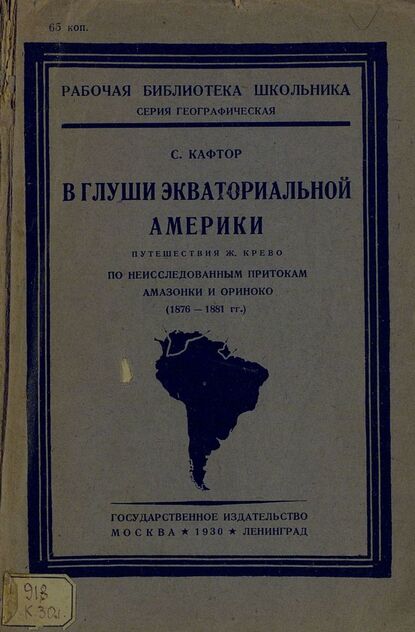 65 коп.
РАБОЧАЯ БИБЛИОТЕКА ШКОЛЬНИКА
СЕРИЯ ГЕОГРАФИЧЕСКАЯ
С. КАФТОР
В ГЛУШИ ЭКВАТОРИАЛЬНОЙ
АМЕРИКИ
ПУТЕШЕСТВИЯ Ж. КРЕВО
ПО НЕИССЛЕДОВАННЫМ ПРИТОКАМ
АМАЗОНКИ И ОРИНОКО
(1876 — 1881 гг.)
ГОСУДАРСТВЕННОЕ ИЗДАТЕЛЬСТВО
МОСКВА ★ 1930 ★ ЛЕНИНГРАД
918